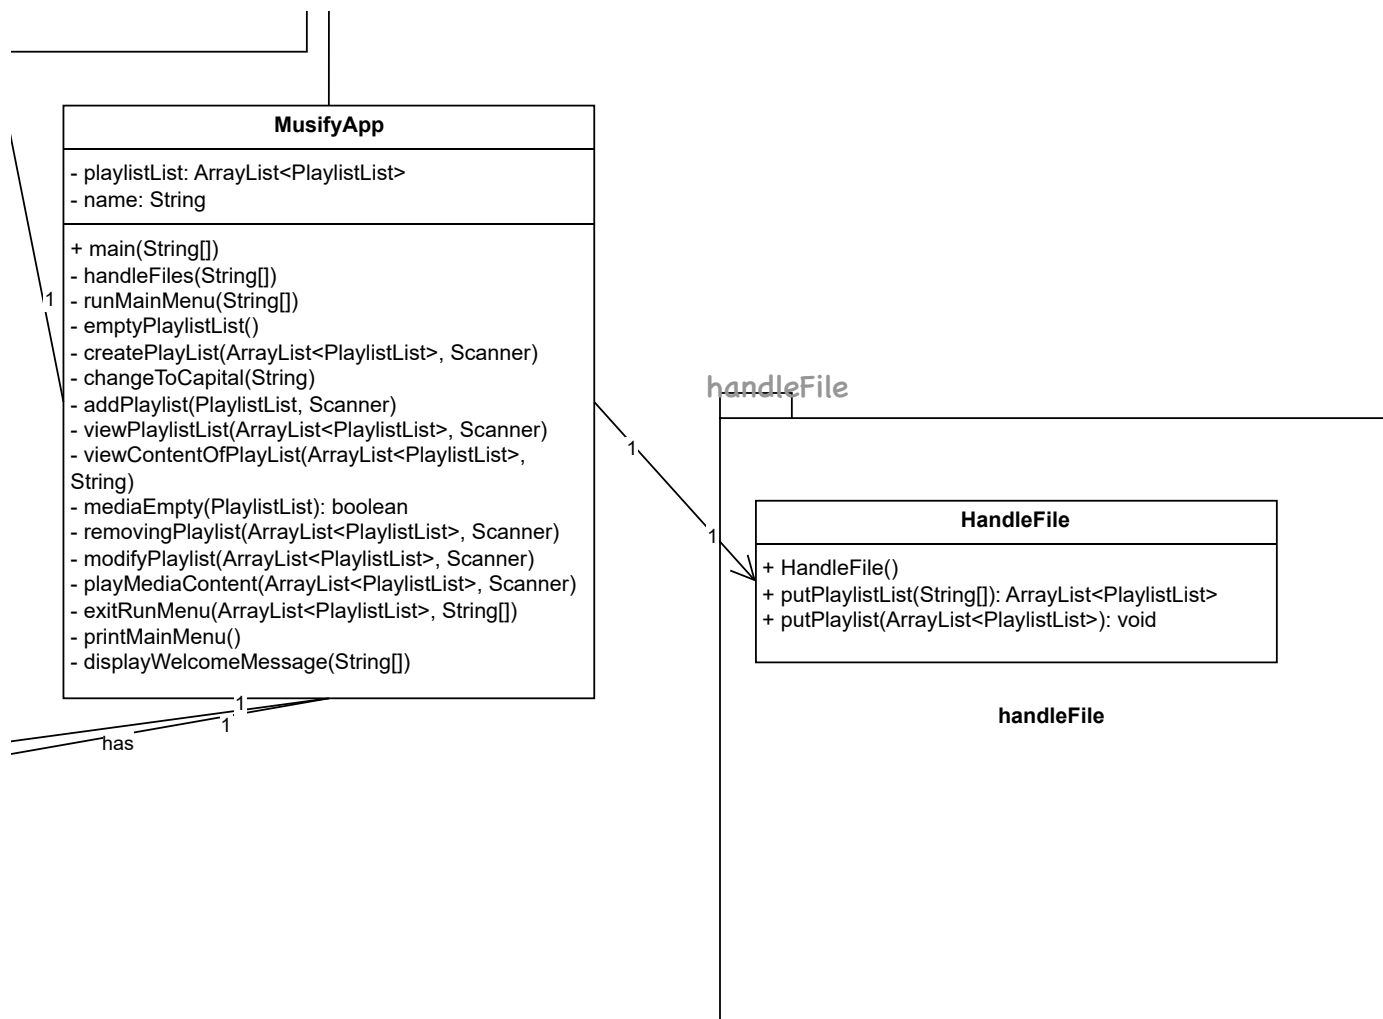 MusifyApp
- playlistList: ArrayList<PlaylistList>
- name: String
+ main(String[])
- handleFiles(String[])
- runMainMenu(String[])
- emptyPlaylistList()
- createPlayList(ArrayList<PlaylistList>, Scanner)
- changeToCapital(String)
- addPlaylist(PlaylistList, Scanner)
- viewPlaylistList(ArrayList<PlaylistList>, Scanner)
- viewContentOfPlayList(ArrayList<PlaylistList>,
String)
- mediaEmpty(PlaylistList): boolean
- removingPlaylist(ArrayList<PlaylistList>, Scanner)
- modifyPlaylist(ArrayList<PlaylistList>, Scanner)
- playMediaContent(ArrayList<PlaylistList>, Scanner)
- exitRunMenu(ArrayList<PlaylistList>, String[])
- printMainMenu()
- displayWelcomeMessage(String[])
1
1
1
has
1
1
handleFile
HandleFile
+ HandleFile()
+ putPlaylistList(String[]): ArrayList<PlaylistList>
+ putPlaylist(ArrayList<PlaylistList>): void
handleFile